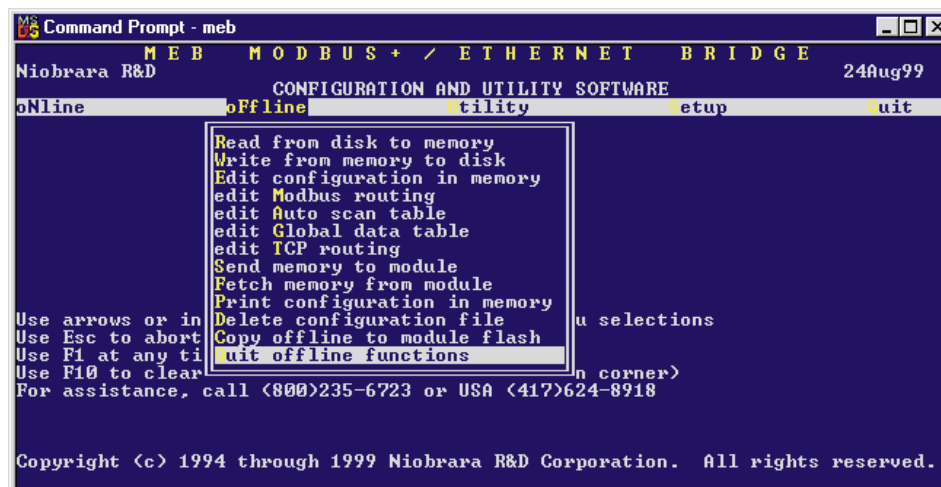 Command Prompt - meb
M E B M O D B U S + / E T H E R N E T B R I D G E
Niobrara R&D 24Aug99
CONFIGURATION AND UTILITY SOFTWARE
oNline oFfline Utility Setup Quit
Read from disk to memory
Write from memory to disk
Edit configuration in memory
edit Modbus routing
edit Auto scan table
edit Global data table
edit TCP routing
Send memory to module
Fetch memory from module
Print configuration in memory
Delete configuration file
Copy offline to module flash
Quit offline functions
Use arrows or in u selections
Use Esc to abort
Use F1 at any ti
Use F10 to clear n corner)
For assistance, call (800)235-6723 or USA (417)624-8918
Copyright (c) 1994 through 1999 Niobrara R&D Corporation. All rights reserved.